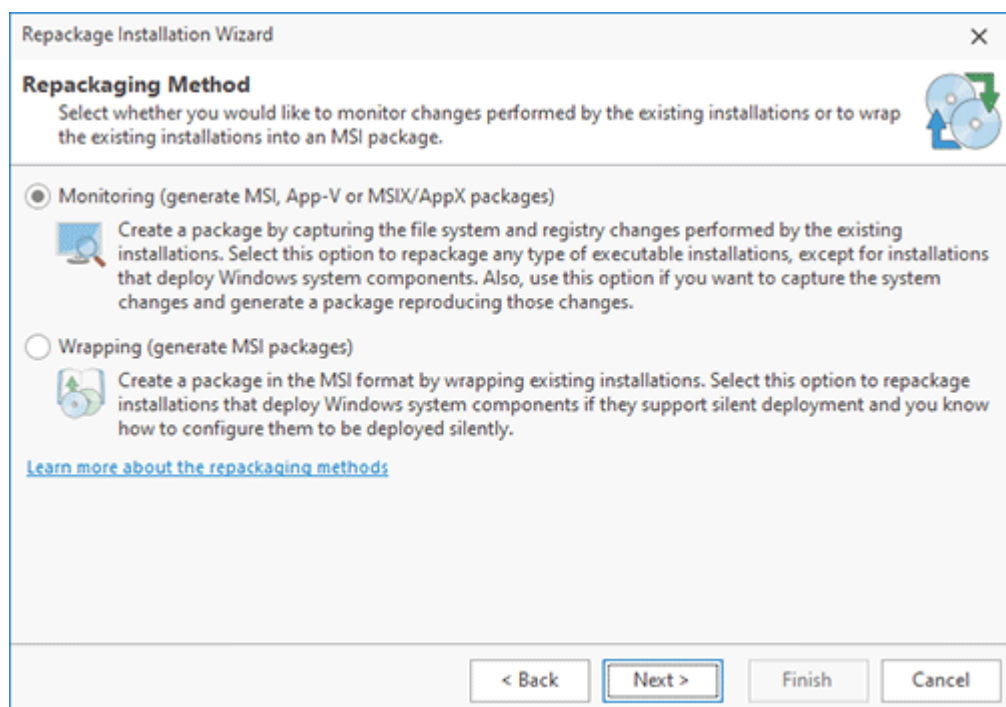 Repackage Installation Wizard
Repackaging Method
Select whether you would like to monitor changes performed by the existing installations or to wrap
the existing installations into an MSI package.
Monitoring (generate MSI, App-V or MSIX/AppX packages)
Create a package by capturing the file system and registry changes performed by the existing
installations. Select this option to repackage any type of executable installations, except for installations
that deploy Windows system components. Also, use this option if you want to capture the system
changes and generate a package reproducing those changes.
Wrapping (generate MSI packages)
Create a package in the MSI format by wrapping existing installations. Select this option to repackage
installations that deploy Windows system components if they support silent deployment and you know
how to configure them to be deployed silently.
Learn more about the repackaging methods
< Back Next > Finish Cancel